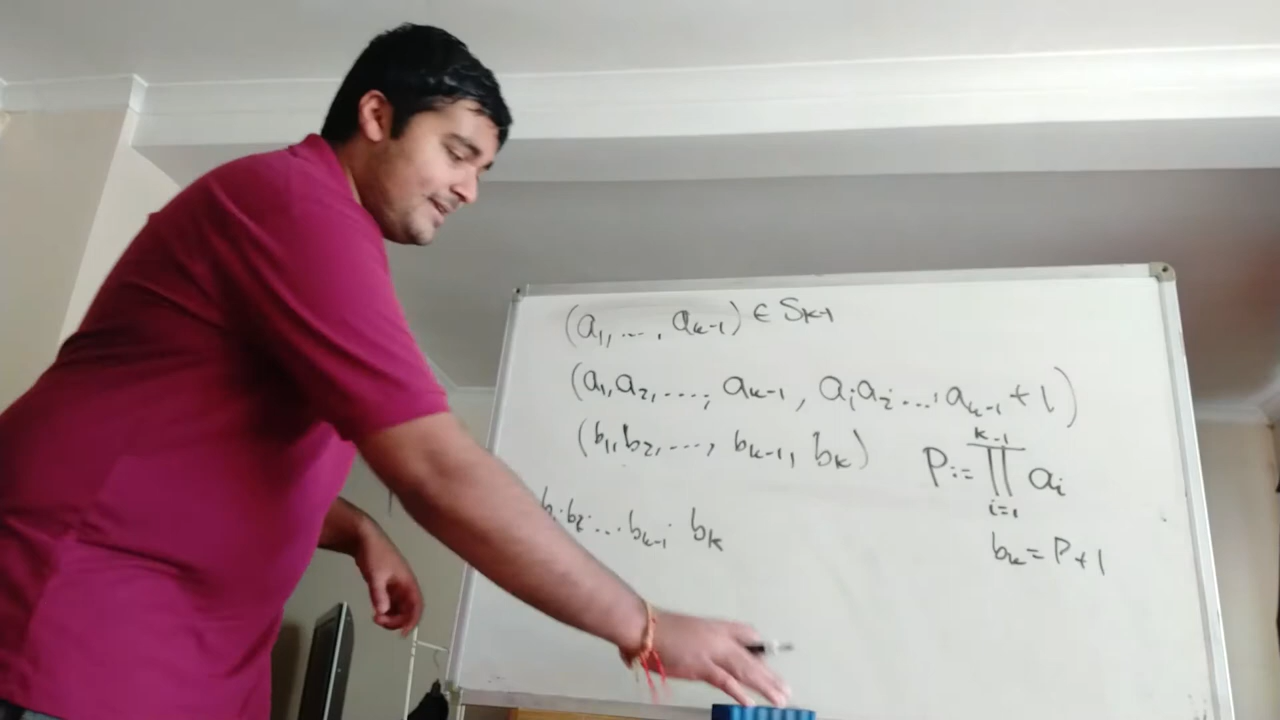 (a₁, ..., aₖ₋₁) ∈ Sₖ₋₁
(a₁, a₂, ...., aₖ₋₁, a₁a₂...·aₖ₋₁ + 1)
(b₁, b₂, ..., bₖ₋₁, bₖ)
P := ∏ᵢ₌₁ᵏ⁻¹ aᵢ
b₁·b₂·...·bₖ₋₁ bₖ
bₖ = P + 1